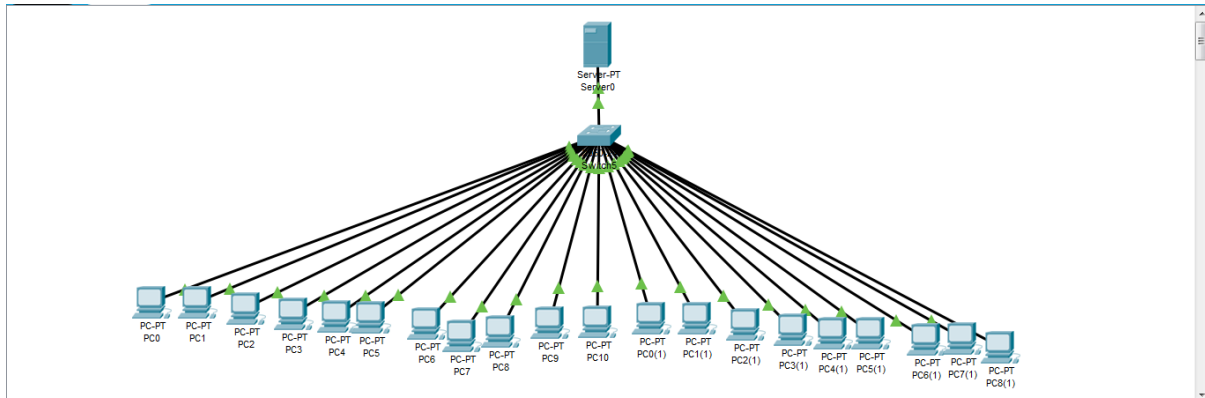 Server-PT
Server0
Switch5
PC-PT
PC0
PC-PT
PC1
PC-PT
PC2
PC-PT
PC3
PC-PT
PC4
PC-PT
PC5
PC-PT
PC6
PC-PT
PC7
PC-PT
PC8
PC-PT
PC9
PC-PT
PC10
PC-PT
PC0(1)
PC-PT
PC1(1)
PC-PT
PC2(1)
PC-PT
PC3(1)
PC-PT
PC4(1)
PC-PT
PC5(1)
PC-PT
PC6(1)
PC-PT
PC7(1)
PC-PT
PC8(1)